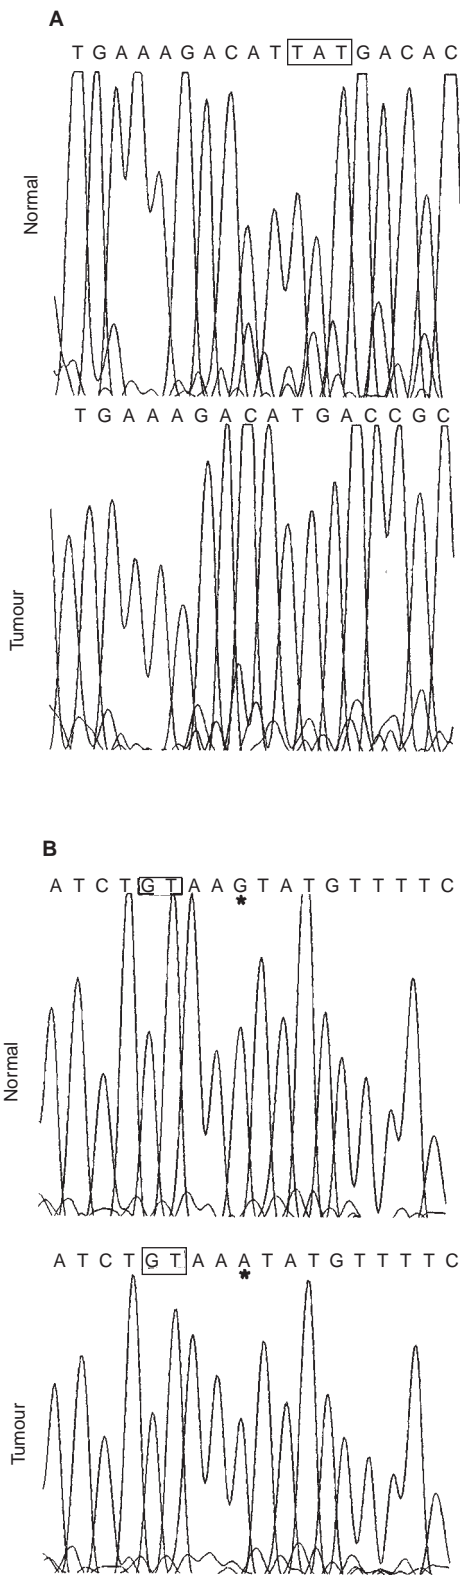 A
T G A A A G A C A T T A T G A C A C
Normal
T G A A A G A C A T G A C C G C
Tumour
B
A T C T G T A A G T A T G T T T T C
*
Normal
A T C T G T A A A T A T G T T T T C
*
Tumour